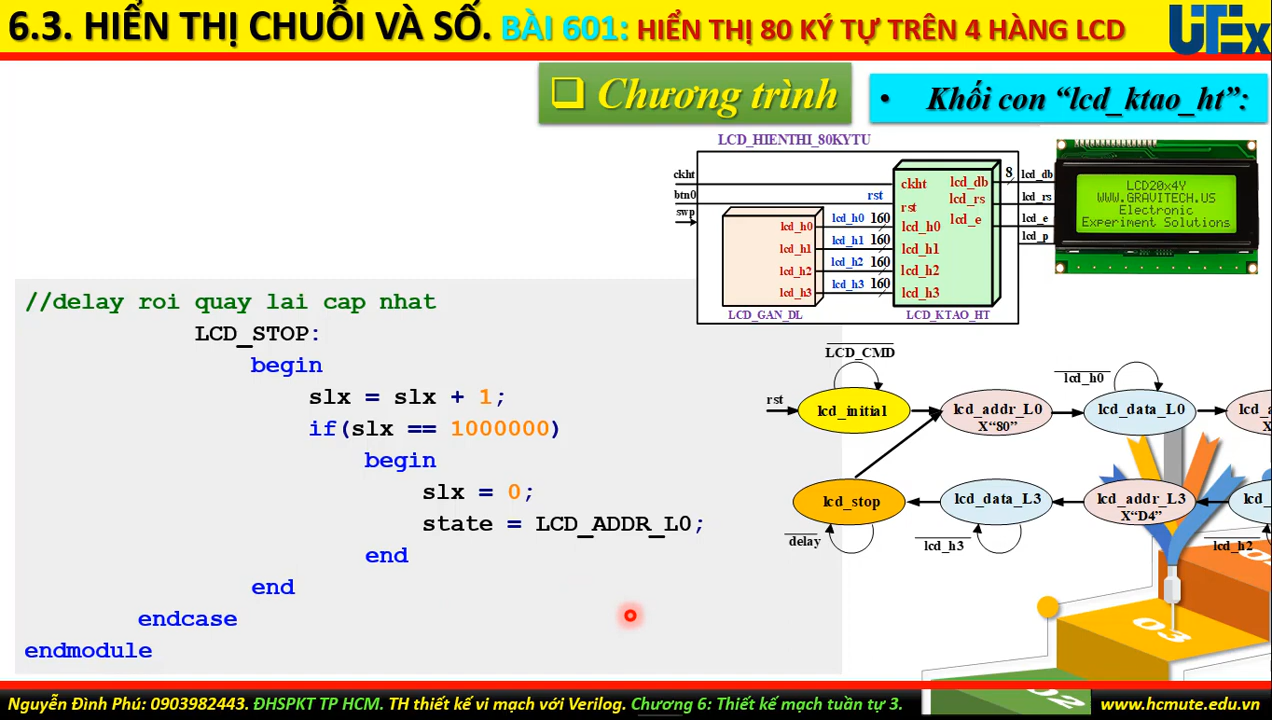 6.3. HIỂN THỊ CHUỖI VÀ SỐ. BÀI 601: HIỂN THỊ 80 KÝ TỰ TRÊN 4 HÀNG LCD
UTEx
❑ Chương trình
• Khối con “lcd_ktao_ht”:
LCD_HIENTHI_80KYTU
ckht
btn0
swp
rst
lcd_h0 160
lcd_h1 160
lcd_h2 160
lcd_h3 160
lcd_h0
lcd_h1
lcd_h2
lcd_h3
LCD_GAN_DL
ckht
rst
lcd_h0
lcd_h1
lcd_h2
lcd_h3
lcd_db
lcd_rs
lcd_e
LCD_KTAO_HT
8
lcd_db
lcd_rs
lcd_e
lcd_p
LCD20x4Y
WWW.GRAVITECH.US
Electronic
Experiment Solutions
//delay roi quay lai cap nhat
LCD_STOP:
begin
slx = slx + 1;
if(slx == 1000000)
begin
slx = 0;
state = LCD_ADDR_L0;
end
end
endcase
endmodule
LCD_CMD
rst
lcd_initial
lcd_addr_L0
X“80”
lcd_h0
lcd_data_L0
lcd_stop
delay
lcd_data_L3
lcd_h3
lcd_addr_L3
X“D4”
lcd_h2
03
02
Nguyễn Đình Phú: 0903982443. ĐHSPKT TP HCM. TH thiết kế vi mạch với Verilog. Chương 6: Thiết kế mạch tuần tự 3.
www.hcmute.edu.vn